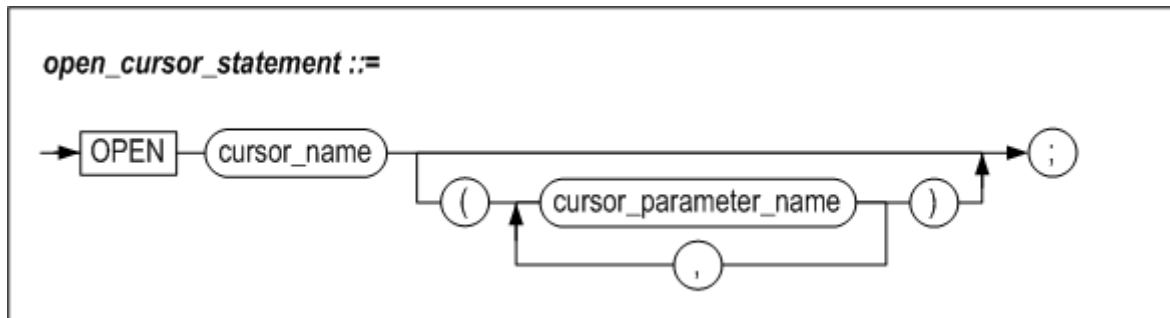 open_cursor_statement ::=
OPEN cursor_name ;
( cursor_parameter_name )
,